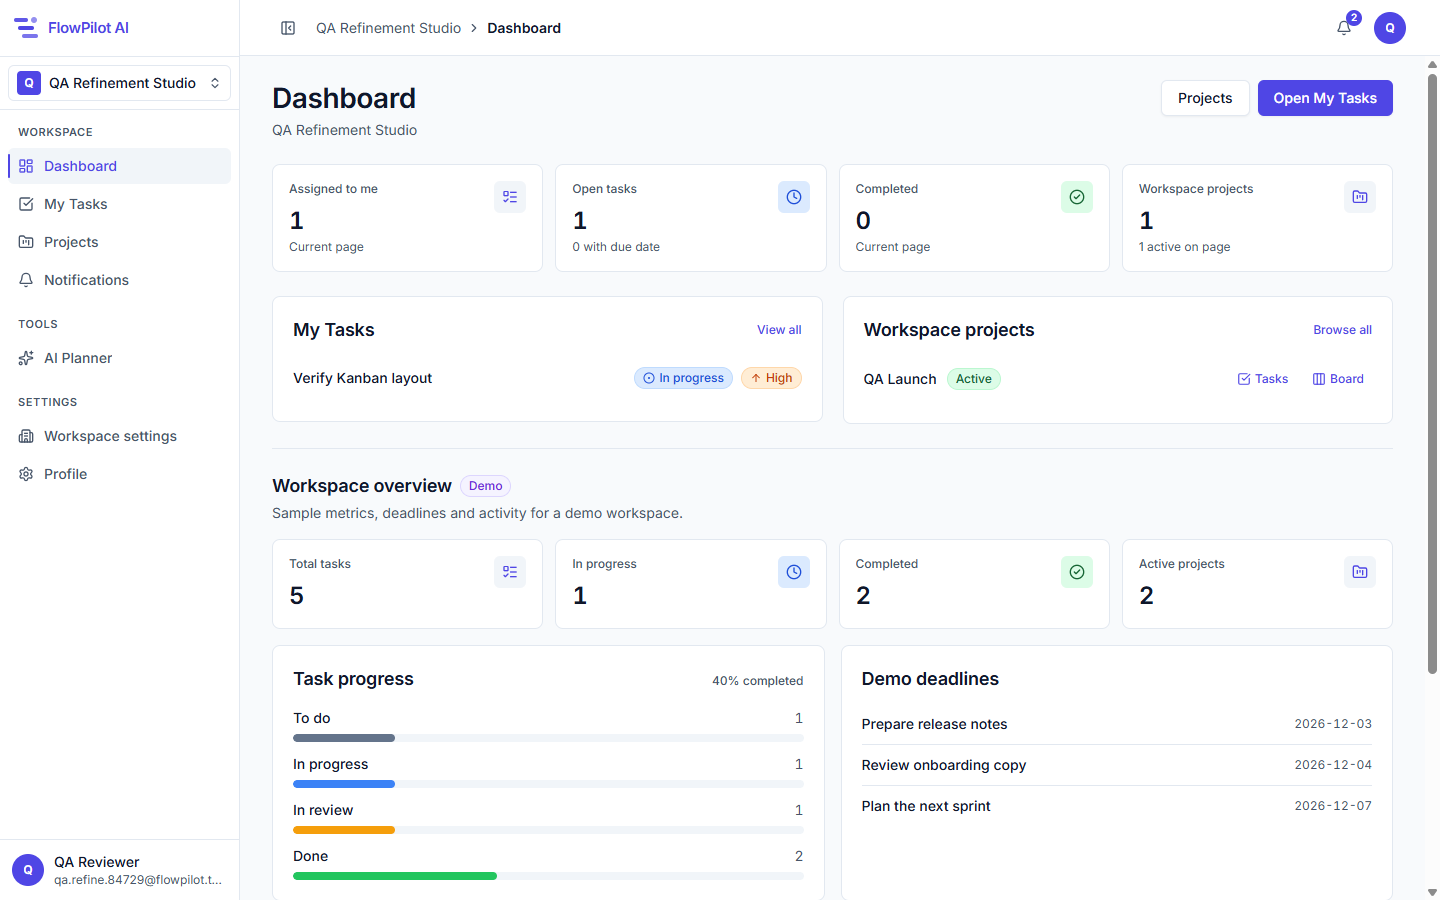 FlowPilot AI
QA Refinement Studio > Dashboard
2
Q
Q QA Refinement Studio
WORKSPACE
Dashboard
My Tasks
Projects
Notifications
TOOLS
AI Planner
SETTINGS
Workspace settings
Profile
Q
QA Reviewer
qa.refine.84729@flowpilot.t...
Dashboard
QA Refinement Studio
Projects
Open My Tasks
Assigned to me
1
Current page
Open tasks
1
0 with due date
Completed
0
Current page
Workspace projects
1
1 active on page
My Tasks
View all
Verify Kanban layout
In progress
High
Workspace projects
Browse all
QA Launch
Active
Tasks
Board
Workspace overview
Demo
Sample metrics, deadlines and activity for a demo workspace.
Total tasks
5
In progress
1
Completed
2
Active projects
2
Task progress
40% completed
To do 1
In progress 1
In review 1
Done 2
Demo deadlines
Prepare release notes 2026-12-03
Review onboarding copy 2026-12-04
Plan the next sprint 2026-12-07